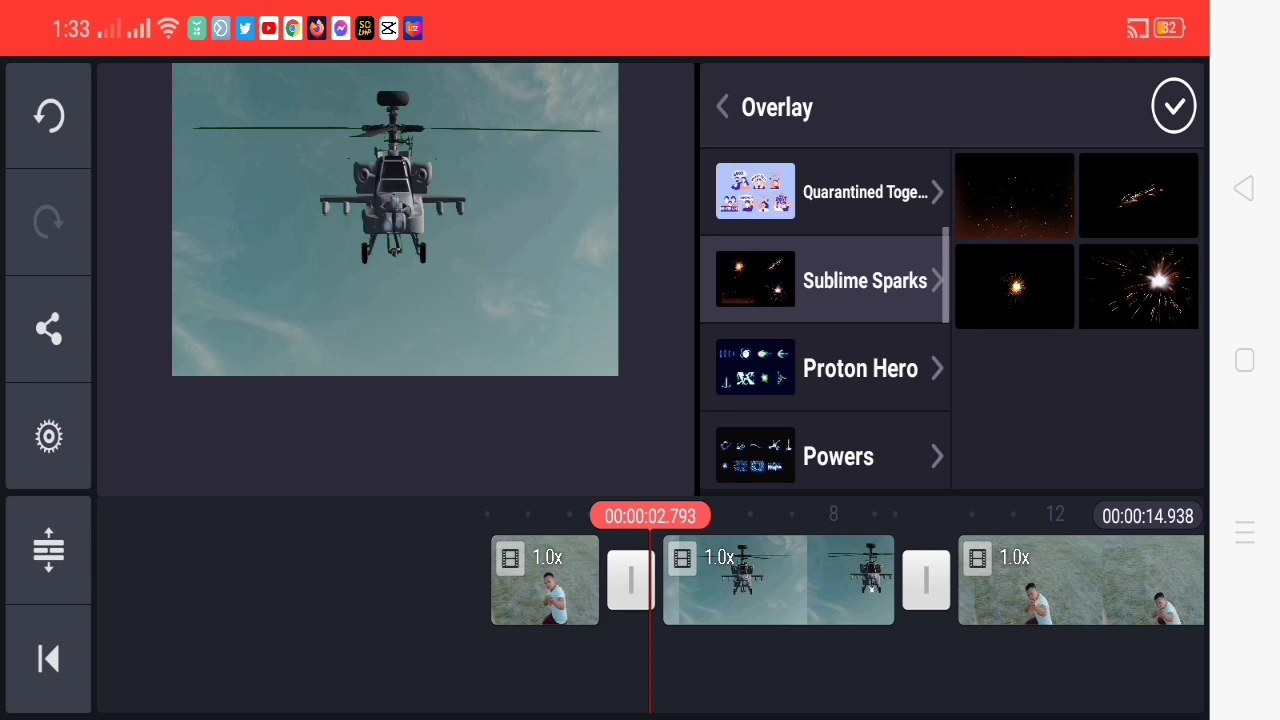 1:33
32
Overlay
Quarantined Toge...
Sublime Sparks
Proton Hero
Powers
00:00:02.793
8
12
00:00:14.938
1.0x
1.0x
1.0x